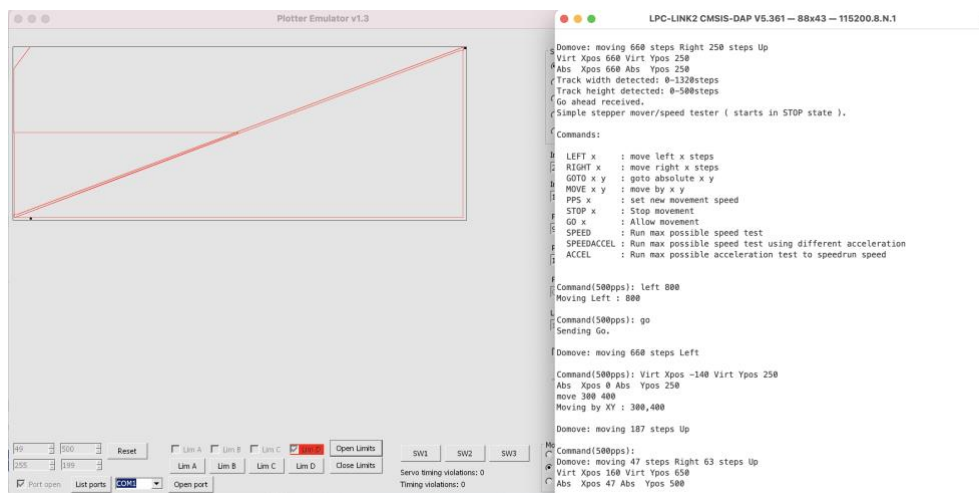 Plotter Emulator v1.3
49 500 Reset
255 199
Lim A Lim B Lim C Open Limits
Lim A Lim B Lim C Lim D Close Limits
SW1 SW2 SW3
Servo timing violations: 0
Timing violations: 0
Port open List ports COM1 Open port
LPC-LINK2 CMSIS-DAP V5.361 — 88x43 — 115200.8.N.1
Domove: moving 660 steps Right 250 steps Up
Virt Xpos 660 Virt Ypos 250
Abs Xpos 660 Abs Ypos 250
Track width detected: 0-1320steps
Track height detected: 0-500steps
Go ahead received.
Simple stepper mover/speed tester ( starts in STOP state ).
Commands:
LEFT x : move left x steps
RIGHT x : move right x steps
GOTO x y : goto absolute x y
MOVE x y : move by x y
PPS x : set new movement speed
STOP x : Stop movement
GO x : Allow movement
SPEED : Run max possible speed test
SPEEDACCEL : Run max possible speed test using different acceleration
ACCEL : Run max possible acceleration test to speedrun speed
Command(500pps): left 800
Moving Left : 800
Command(500pps): go
Sending Go.
Domove: moving 660 steps Left
Command(500pps): Virt Xpos -140 Virt Ypos 250
Abs Xpos 0 Abs Ypos 250
move 300 400
Moving by XY : 300,400
Domove: moving 187 steps Up
Command(500pps):
Domove: moving 47 steps Right 63 steps Up
Virt Xpos 160 Virt Ypos 650
Abs Xpos 47 Abs Ypos 500